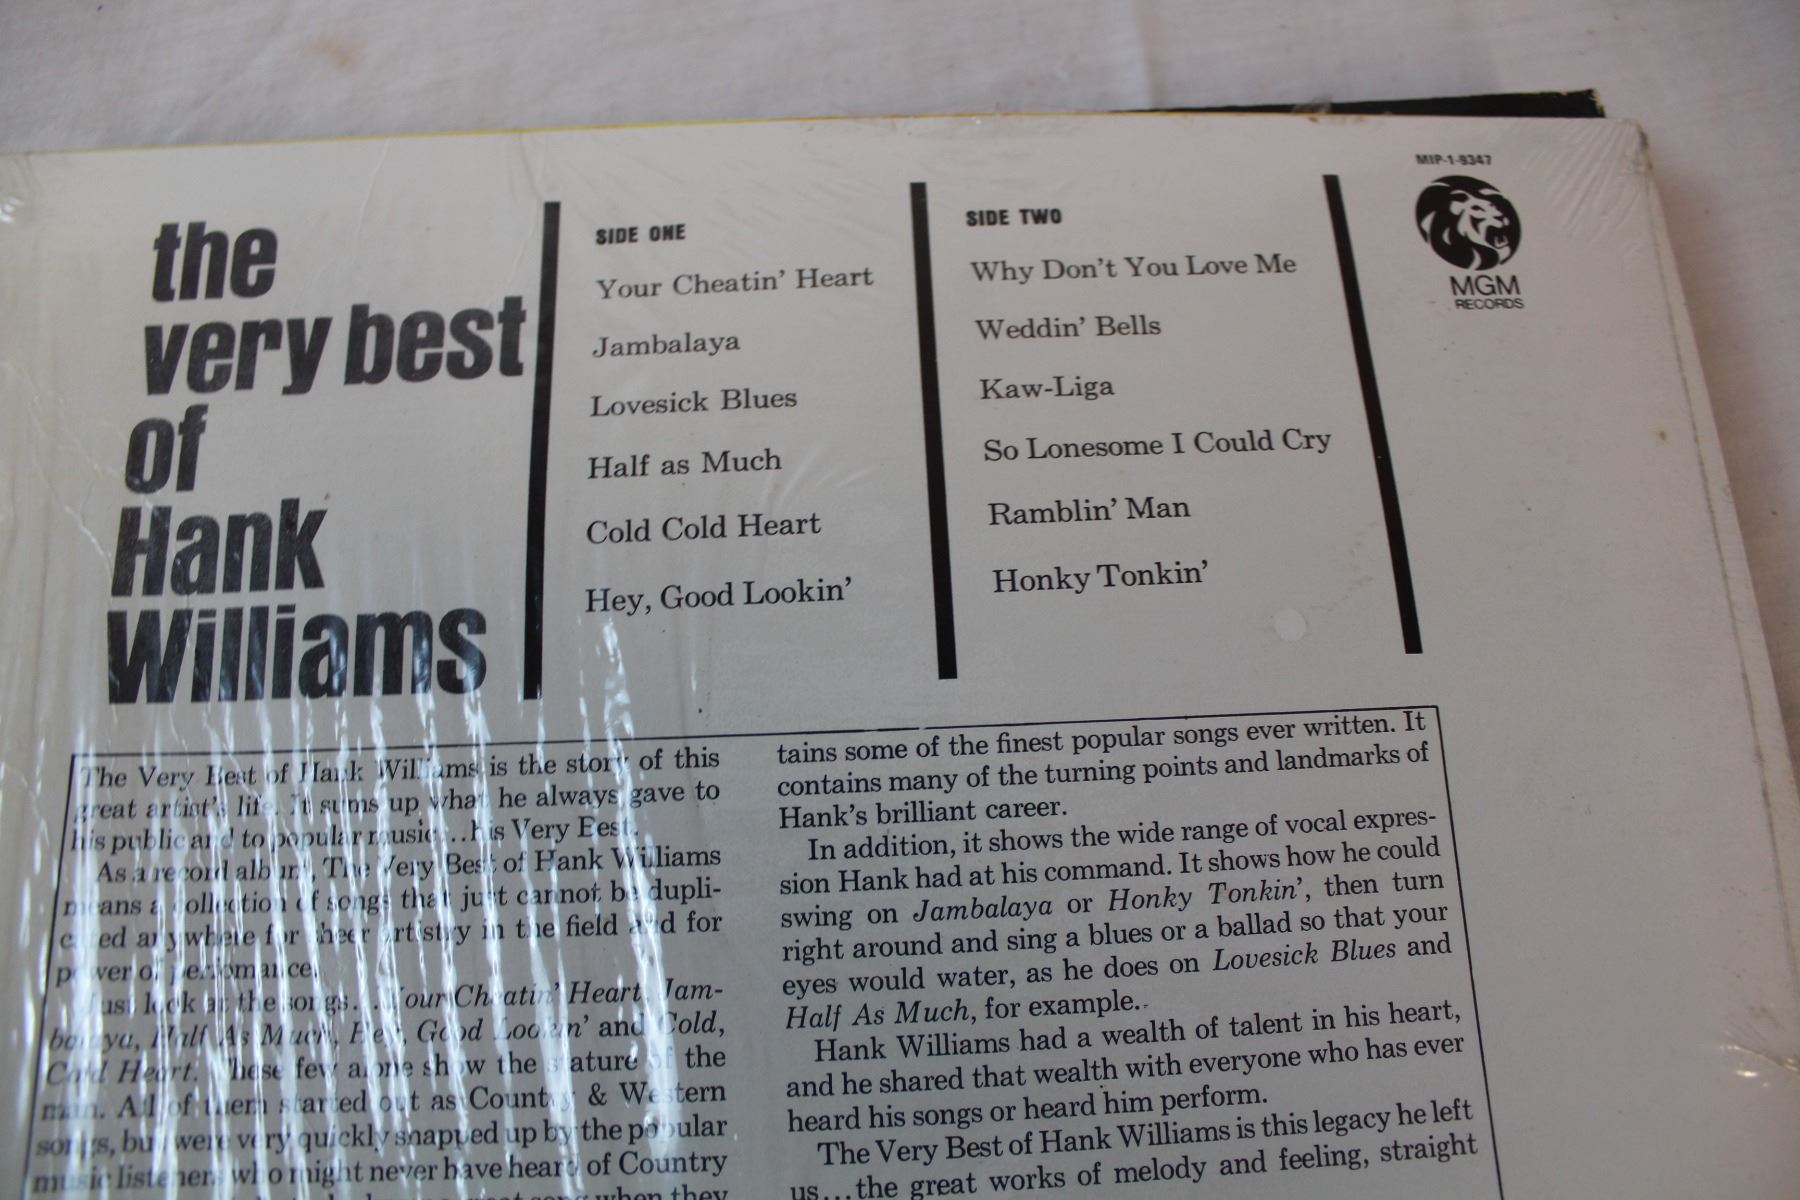 the
very best
of
Hank
Williams
SIDE ONE
Your Cheatin' Heart
Jambalaya
Lovesick Blues
Half as Much
Cold Cold Heart
Hey, Good Lookin'
SIDE TWO
Why Don't You Love Me
Weddin' Bells
Kaw-Liga
So Lonesome I Could Cry
Ramblin' Man
Honky Tonkin'
MIP-1-9347
MGM
RECORDS
The Very Best of Hank Williams is the story of this
great artist's life. It sums up what he always gave to
his public and to popular music...his Very Best.
As a record album, The Very Best of Hank Williams
means a collection of songs that just cannot be dupli-
cated anywhere for sheer artistry in the field and for
power of performance.
Just look at the songs...Your Cheatin' Heart, Jam-
balaya, Half As Much, Hey, Good Lookin' and Cold,
Cold Heart. These few alone show the stature of the
man. All of them started out as Country & Western
songs, but were very quickly snapped up by the popular
music listeners who might never have heard of Country
song when they
tains some of the finest popular songs ever written. It
contains many of the turning points and landmarks of
Hank's brilliant career.
In addition, it shows the wide range of vocal expres-
sion Hank had at his command. It shows how he could
swing on Jambalaya or Honky Tonkin', then turn
right around and sing a blues or a ballad so that your
eyes would water, as he does on Lovesick Blues and
Half As Much, for example.
Hank Williams had a wealth of talent in his heart,
and he shared that wealth with everyone who has ever
heard his songs or heard him perform.
The Very Best of Hank Williams is this legacy he left
us...the great works of melody and feeling, straight